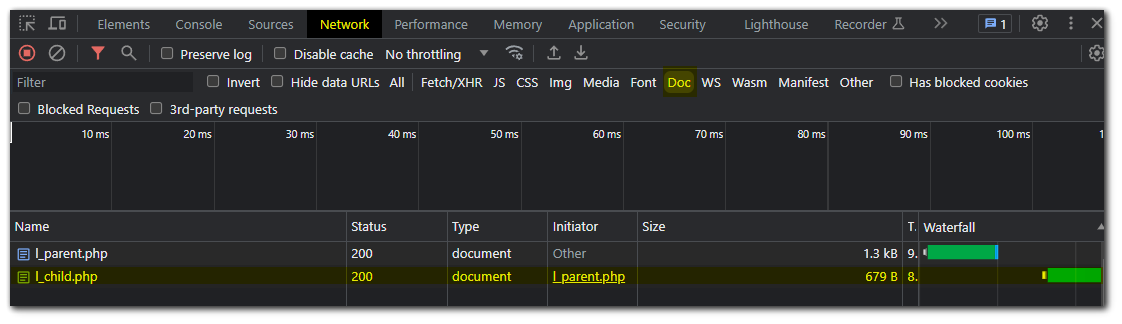 Elements Console Sources Network Performance Memory Application Security Lighthouse Recorder 1
Preserve log Disable cache No throttling
Filter Invert Hide data URLs All Fetch/XHR JS CSS Img Media Font Doc WS Wasm Manifest Other Has blocked cookies
Blocked Requests 3rd-party requests
10 ms 20 ms 30 ms 40 ms 50 ms 60 ms 70 ms 80 ms 90 ms 100 ms 1
Name Status Type Initiator Size T. Waterfall
l_parent.php 200 document Other 1.3 kB 9.
l_child.php 200 document l_parent.php 679 B 8.